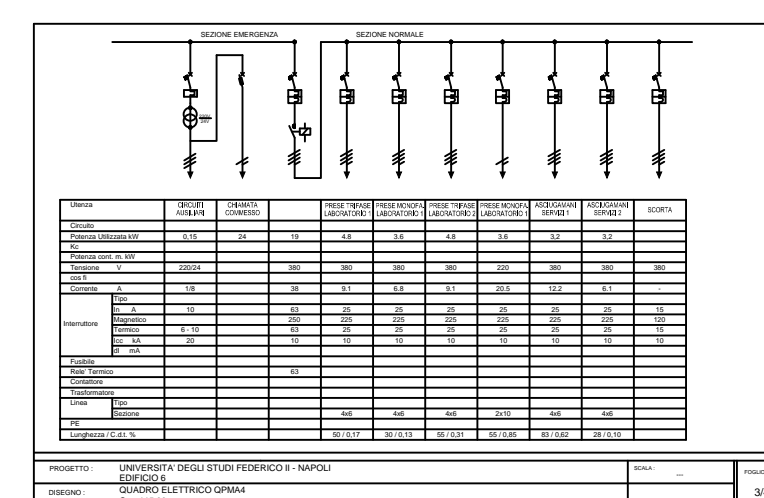 SEZIONE EMERGENZA SEZIONE NORMALE
220V
24V
Utenza CIRCUITI AUSILIARI CHIAMATA COMMESSO PRESE TRIFASE LABORATORIO 1 PRESE MONOFA. LABORATORIO 1 PRESE TRIFASE LABORATORIO 2 PRESE MONOFA. LABORATORIO 1 ASCIUGAMANI SERVIZI 1 ASCIUGAMANI SERVIZI 2 SCORTA
Circuito
Potenza Utilizzata kW 0,15 24 19 4.8 3.6 4.8 3.6 3,2 3,2
Kc
Potenza cont. m. kW
Tensione V 220/24 380 380 380 380 220 380 380 380
cos fi
Corrente A 1/8 38 9.1 6.8 9.1 20.5 12.2 6.1 -
Interruttore
Tipo
In A 10 63 25 25 25 25 25 25 15
Magnetico 250 225 225 225 225 225 225 120
Termico 6 - 10 63 25 25 25 25 25 25 15
Icc kA 20 10 10 10 10 10 10 10 10
dI mA
Fusibile
Rele' Termico 63
Contattore
Trasformatore
Linea Tipo
Sezione 4x6 4x6 4x6 2x10 4x6 4x6
PE
Lunghezza / C.d.t. % 50 / 0,17 30 / 0,13 55 / 0,31 55 / 0,85 83 / 0,62 28 / 0,10
PROGETTO : UNIVERSITA' DEGLI STUDI FEDERICO II - NAPOLI
EDIFICIO 6
SCALA : ---
FOGLIO
3/
DISEGNO : QUADRO ELETTRICO QPMA4